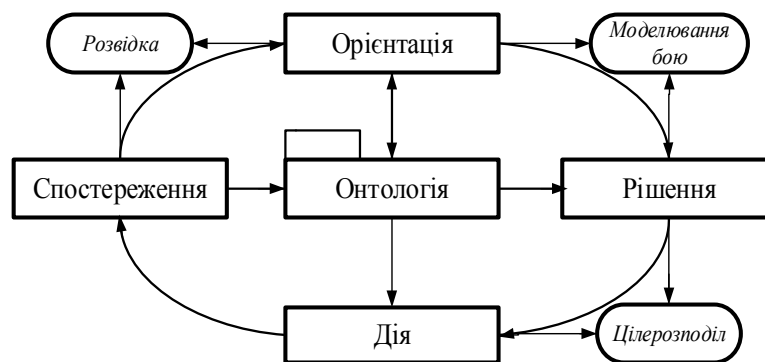 Розвідка
Орієнтація
Моделювання
бою
Спостереження
Онтологія
Рішення
Дія
Цілерозподіл